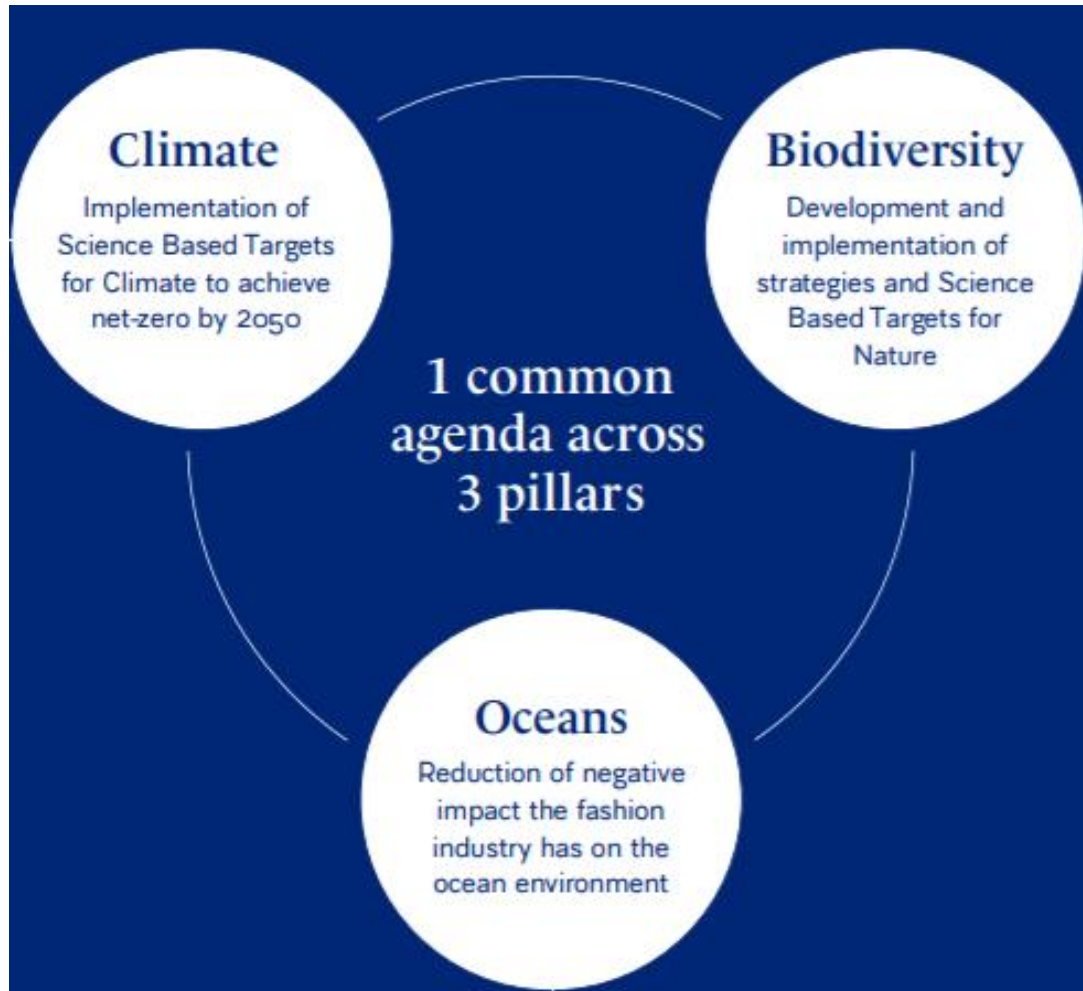 Climate
Implementation of
Science Based Targets
for Climate to achieve
net-zero by 2050
Biodiversity
Development and
implementation of
strategies and Science
Based Targets for
Nature
1 common
agenda across
3 pillars
Oceans
Reduction of negative
impact the fashion
industry has on the
ocean environment